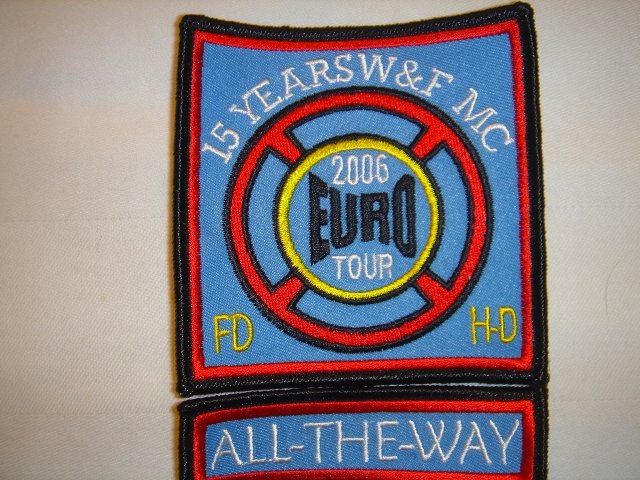 15 YEARS W&F MC
2006
EURO
TOUR
FD
H-D
ALL-THE-WAY